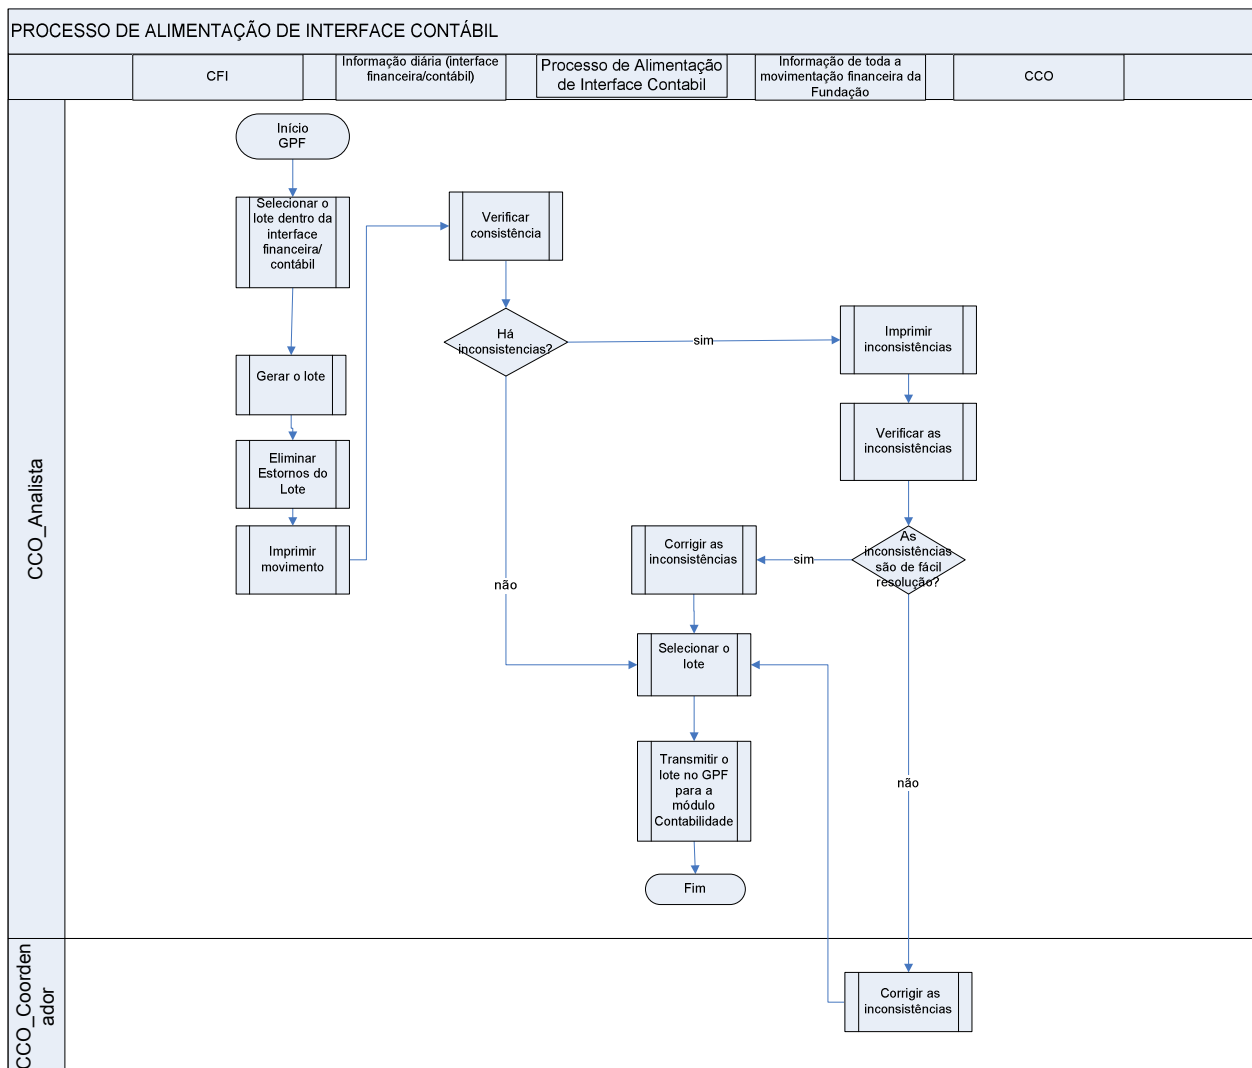 PROCESSO DE ALIMENTAÇÃO DE INTERFACE CONTÁBIL
CFI
Informação diária (interface
financeira/contábil)
Processo de Alimentação
de Interface Contabil
Informação de toda a
movimentação financeira da
Fundação
CCO
CCO_Analista
Início
GPF
Selecionar o
lote dentro da
interface
financeira/
contábil
Gerar o lote
Eliminar
Estornos do
Lote
Imprimir
movimento
Verificar
consistência
Há
inconsistencias?
sim
não
Imprimir
inconsistências
Verificar as
inconsistências
As
inconsistências
são de fácil
resolução?
sim
não
Corrigir as
inconsistências
Selecionar o
lote
Transmitir o
lote no GPF
para a
módulo
Contabilidade
Fim
CCO_Coorden
ador
Corrigir as
inconsistências